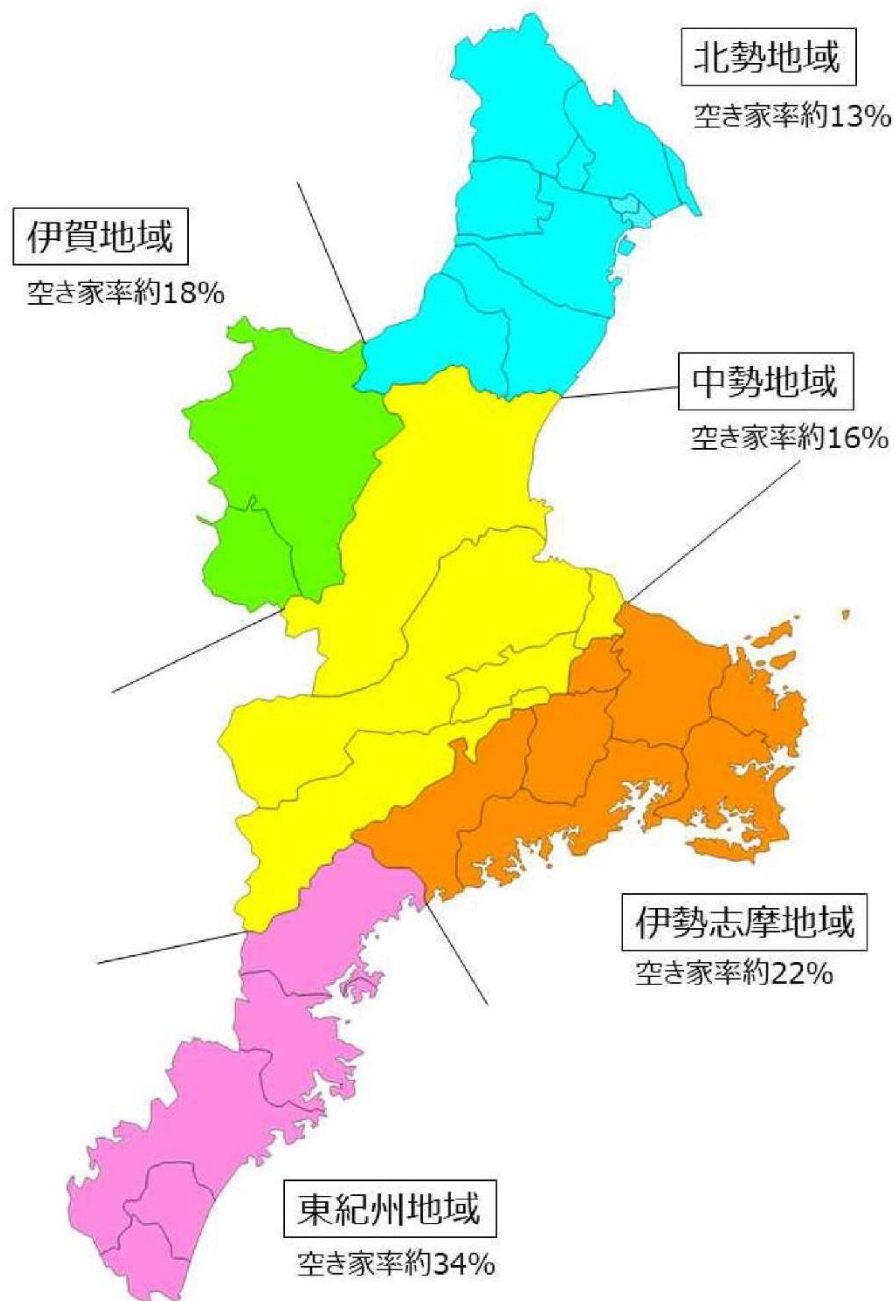 北勢地域
空き家率約13%
伊賀地域
空き家率約18%
中勢地域
空き家率約16%
伊勢志摩地域
空き家率約22%
東紀州地域
空き家率約34%